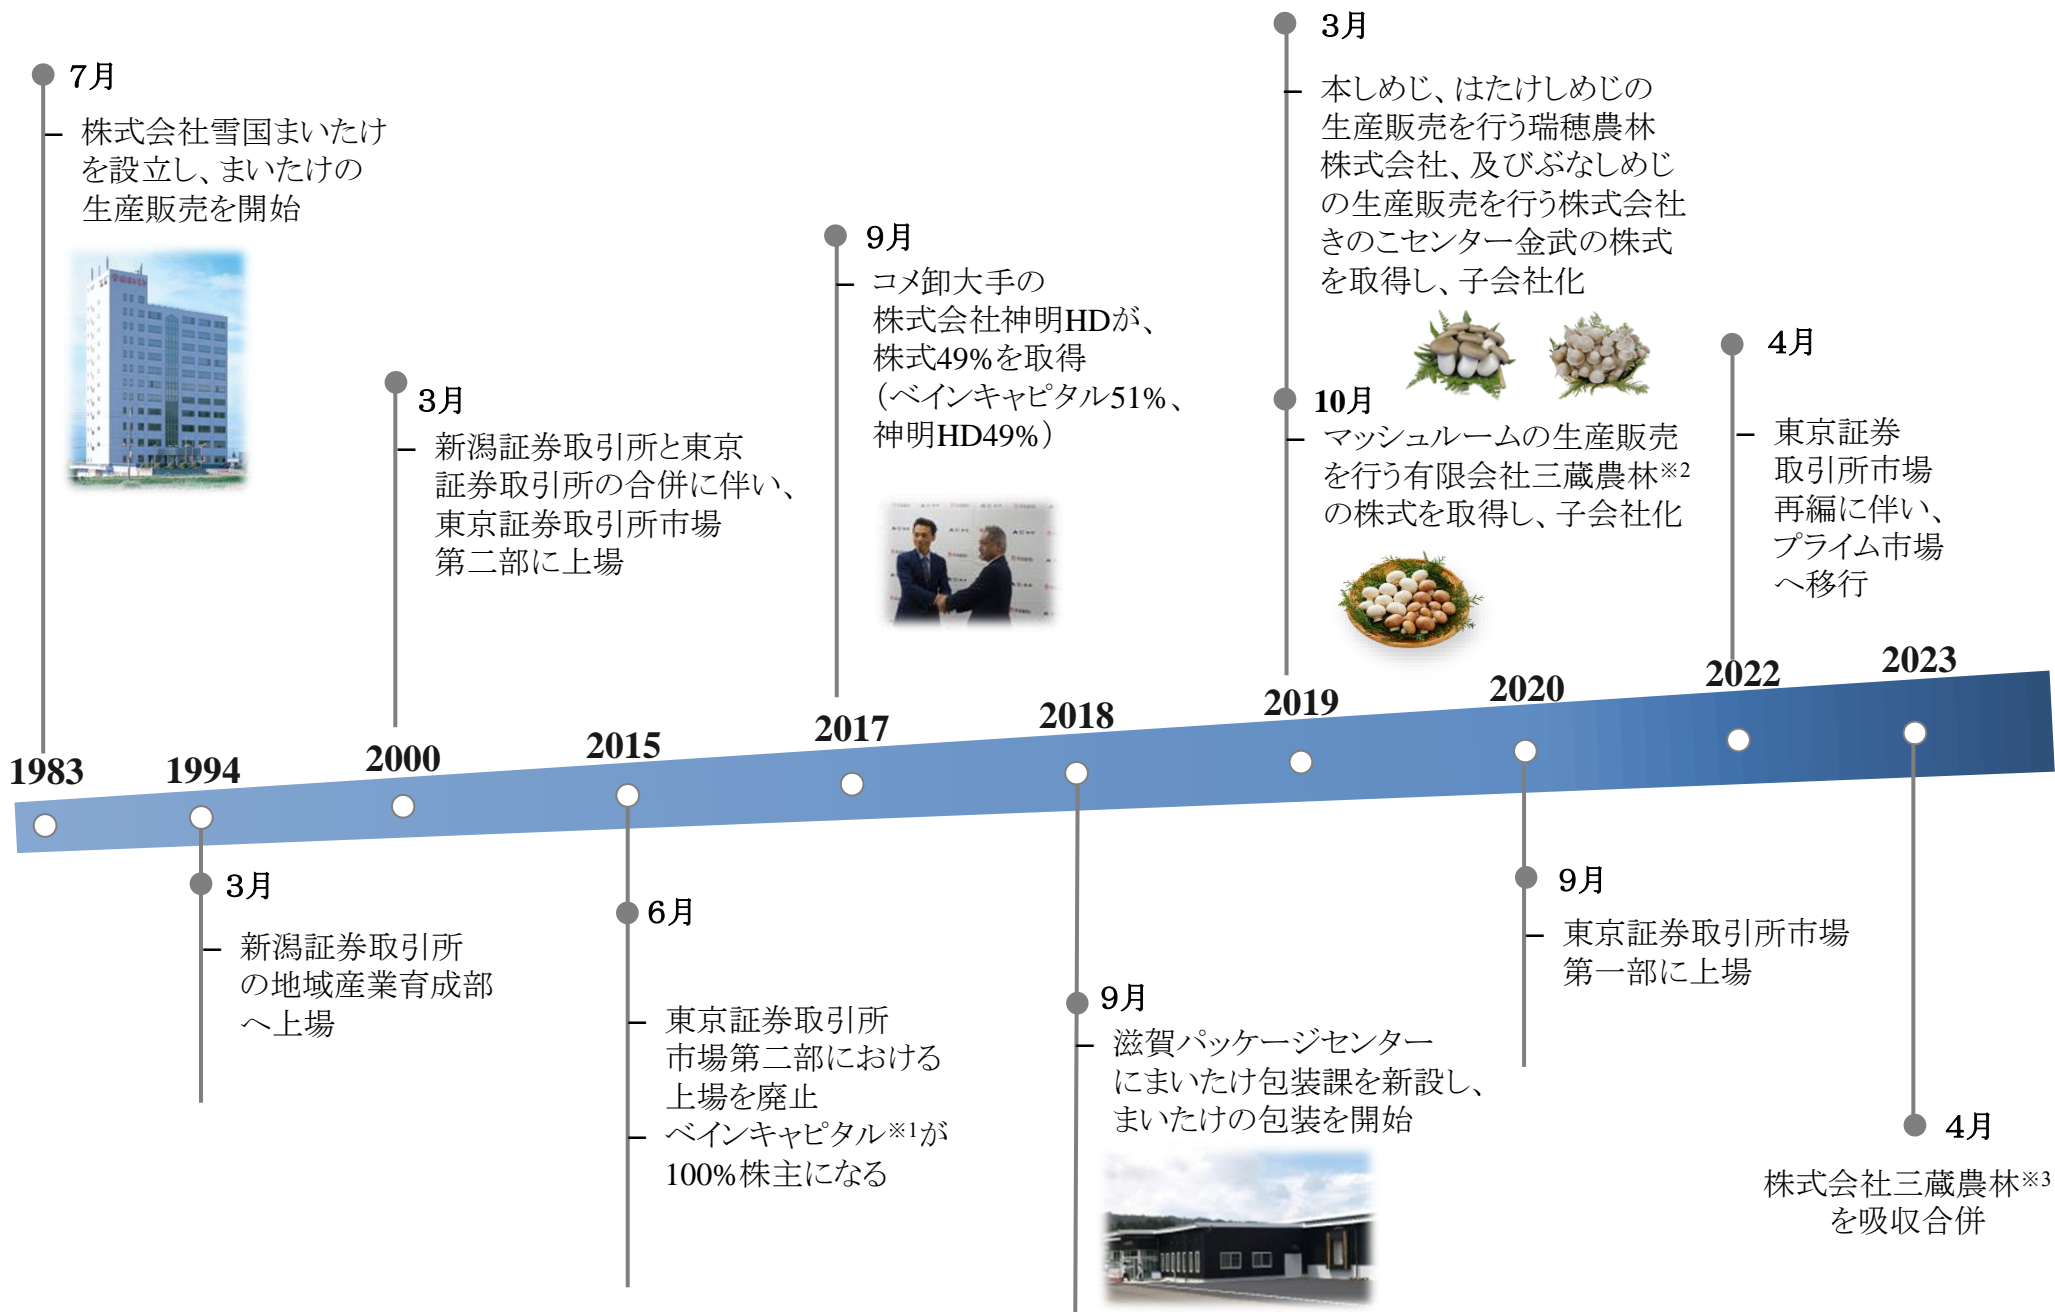 1983
7月
– 株式会社雪国まいたけ
を設立し、まいたけの
生産販売を開始
1994
3月
– 新潟証券取引所
の地域産業育成部
へ上場
2000
3月
– 新潟証券取引所と東京
証券取引所の合併に伴い、
東京証券取引所市場
第二部に上場
2015
6月
– 東京証券取引所
市場第二部における
上場を廃止
– ベインキャピタル※1が
100%株主になる
2017
9月
– コメ卸大手の
株式会社神明HDが、
株式49%を取得
（ベインキャピタル51%、
神明HD49%）
2018
9月
– 滋賀パッケージセンター
にまいたけ包装課を新設し、
まいたけの包装を開始
2019
3月
– 本しめじ、はたけしめじの
生産販売を行う瑞穂農林
株式会社、及びぶなしめじ
の生産販売を行う株式会社
きのこセンター金武の株式
を取得し、子会社化
10月
– マッシュルームの生産販売
を行う有限会社三蔵農林※2
の株式を取得し、子会社化
2020
9月
– 東京証券取引所市場
第一部に上場
2022
4月
– 東京証券
取引所市場
再編に伴い、
プライム市場
へ移行
2023
4月
株式会社三蔵農林※3
を吸収合併